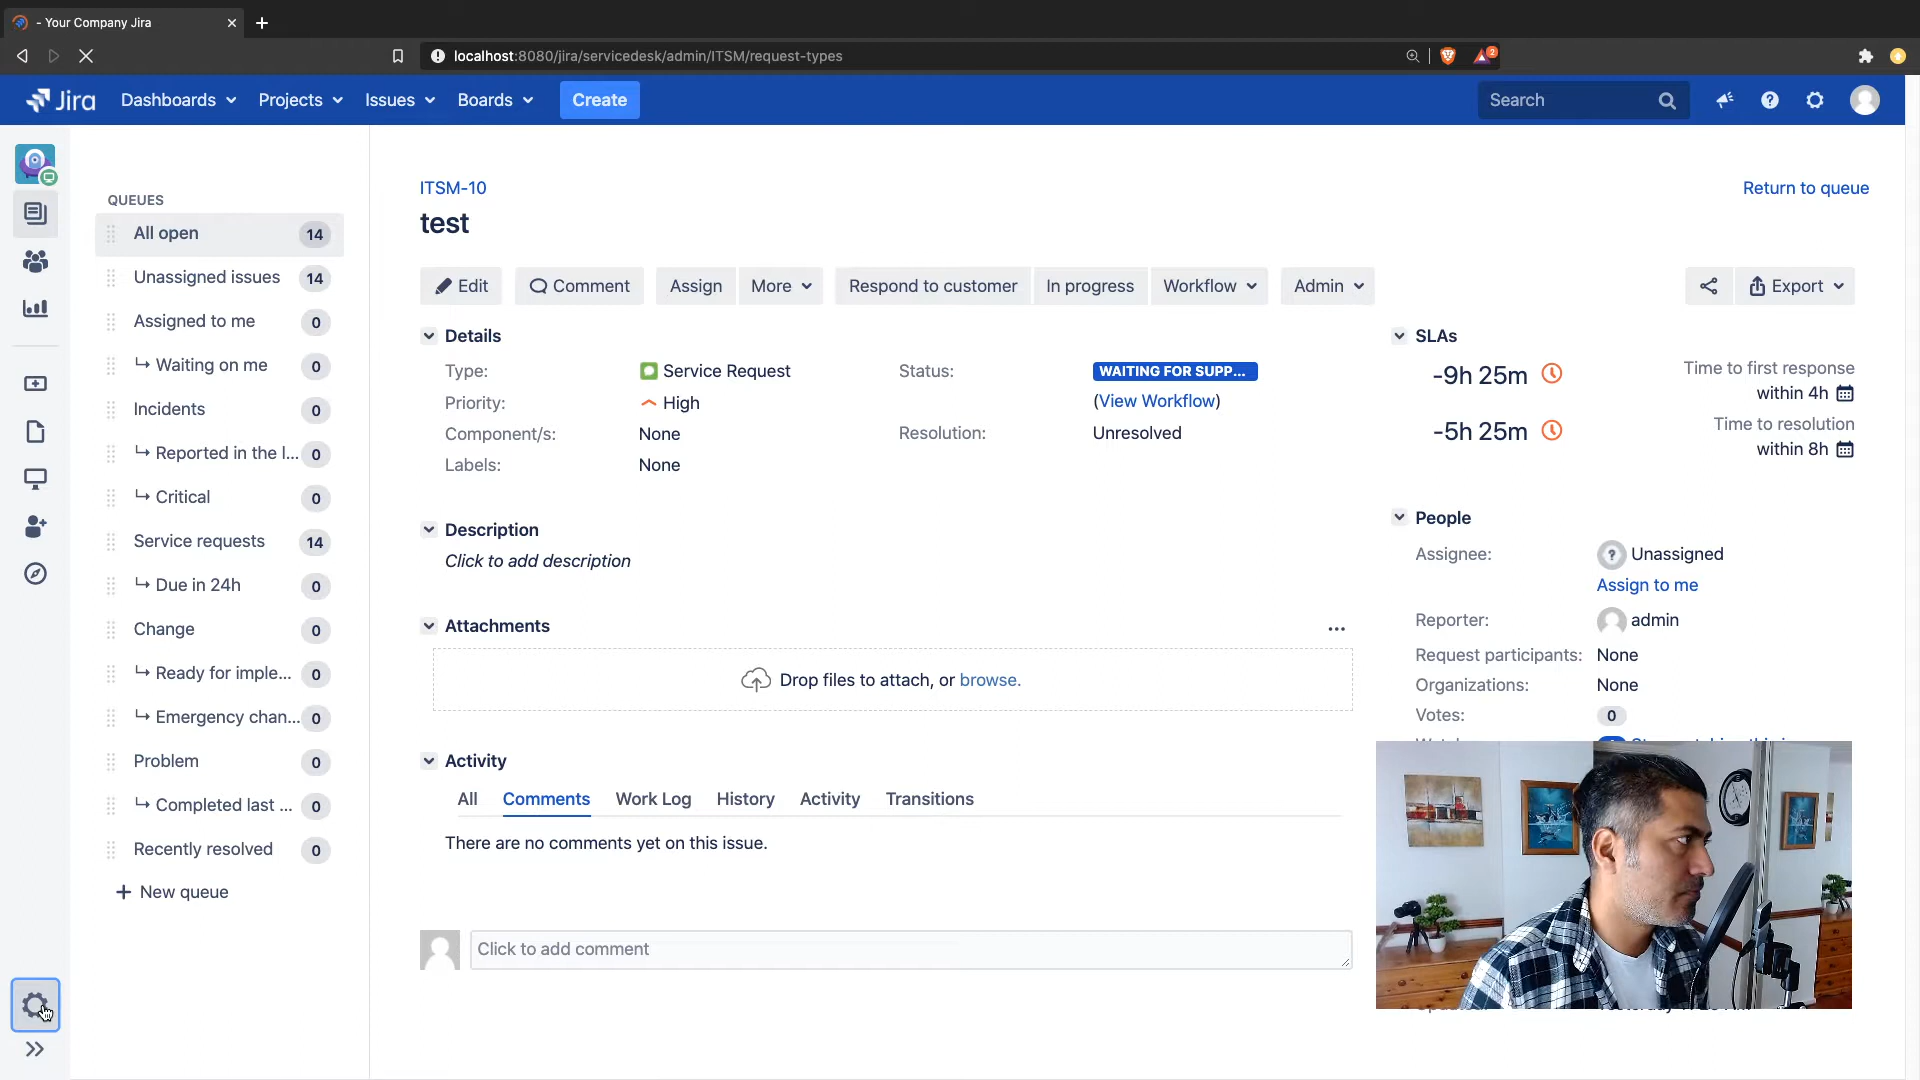 - Your Company Jira
localhost:8080/jira/servicedesk/admin/ITSM/request-types
2
Jira
Dashboards
Projects
Issues
Boards
Create
Search
QUEUES
All open 14
Unassigned issues 14
Assigned to me 0
Waiting on me 0
Incidents 0
Reported in the l... 0
Critical 0
Service requests 14
Due in 24h 0
Change 0
Ready for imple... 0
Emergency chan... 0
Problem 0
Completed last ... 0
Recently resolved 0
New queue
ITSM-10
Return to queue
test
Edit
Comment
Assign
More
Respond to customer
In progress
Workflow
Admin
Export
Details
Type: Service Request
Status: WAITING FOR SUPP...
(View Workflow)
Priority: High
Component/s: None
Resolution: Unresolved
Labels: None
Description
Click to add description
Attachments
Drop files to attach, or browse.
Activity
All Comments Work Log History Activity Transitions
There are no comments yet on this issue.
Click to add comment
SLAs
-9h 25m Time to first response
within 4h
-5h 25m Time to resolution
within 8h
People
Assignee: Unassigned
Assign to me
Reporter: admin
Request participants: None
Organizations: None
Votes: 0